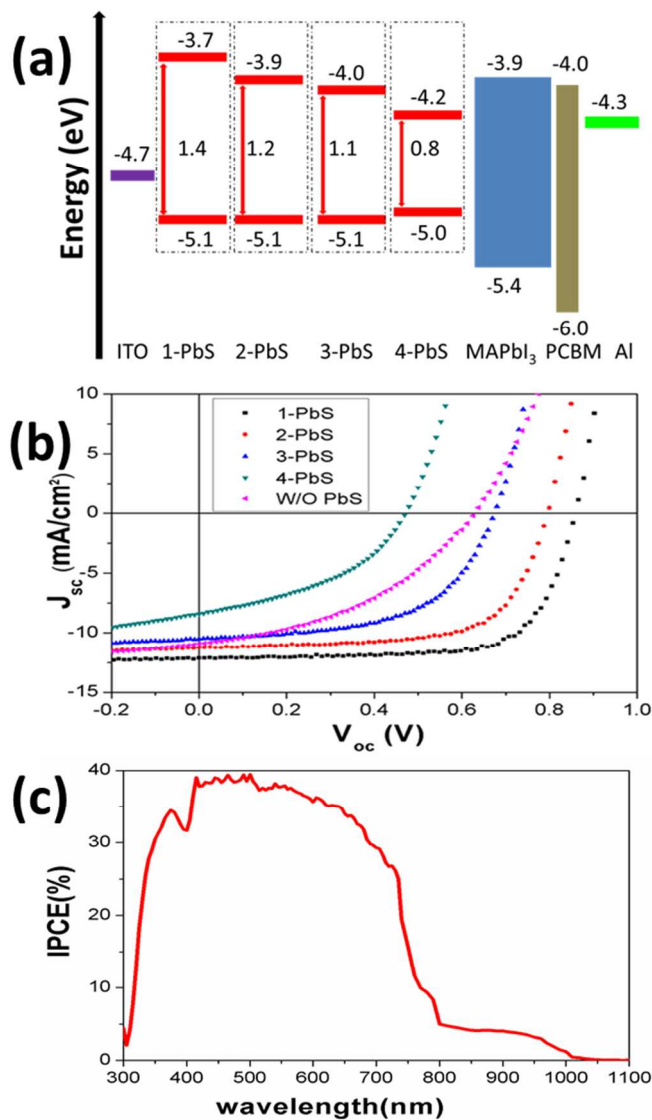 (a)
Energy (eV)
-4.7
-3.7
1.4
-5.1
-3.9
1.2
-5.1
-4.0
1.1
-5.1
-4.2
0.8
-5.0
-3.9
-5.4
-4.0
-6.0
-4.3
ITO 1-PbS 2-PbS 3-PbS 4-PbS MAPbI₃ PCBM Al
(b)
10
5
0
-5
-10
-15
J_sc (mA/cm²)
1-PbS
2-PbS
3-PbS
4-PbS
W/O PbS
-0.2 0.0 0.2 0.4 0.6 0.8 1.0
V_oc (V)
(c)
40
30
20
10
0
IPCE(%)
300 400 500 600 700 800 900 1000 1100
wavelength(nm)